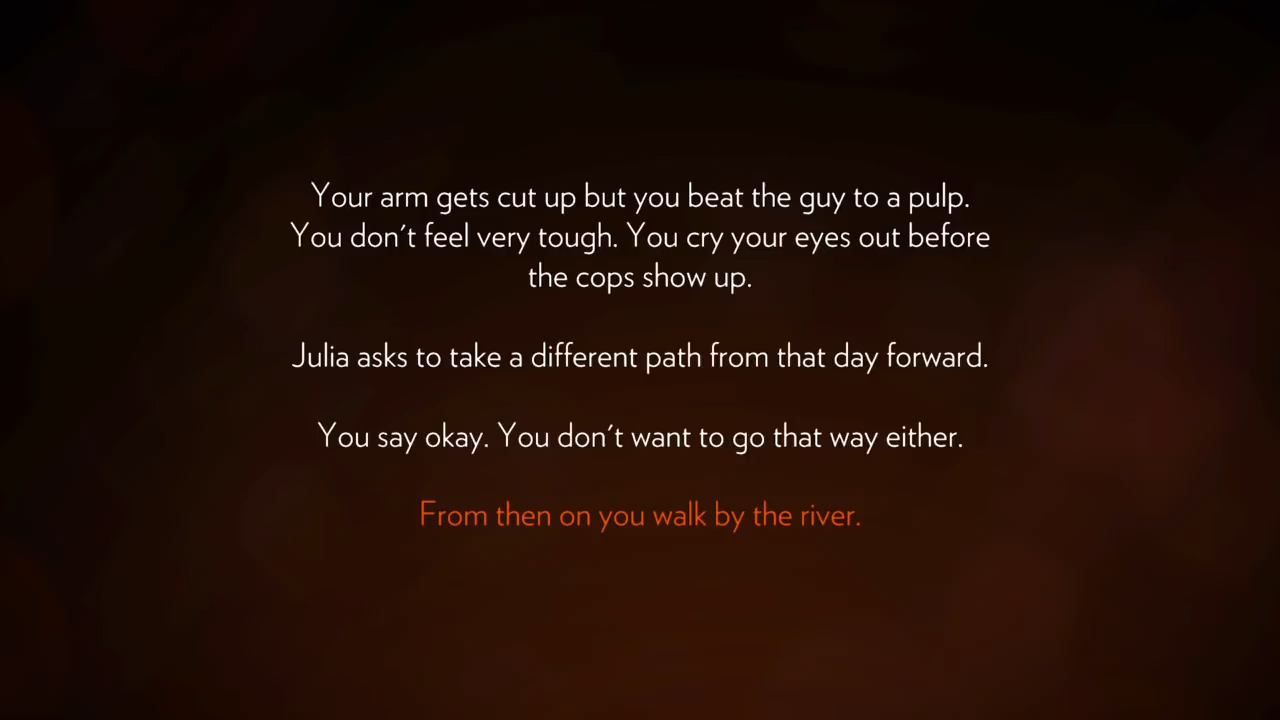 Your arm gets cut up but you beat the guy to a pulp.
You don't feel very tough. You cry your eyes out before
the cops show up.
Julia asks to take a different path from that day forward.
You say okay. You don't want to go that way either.
From then on you walk by the river.